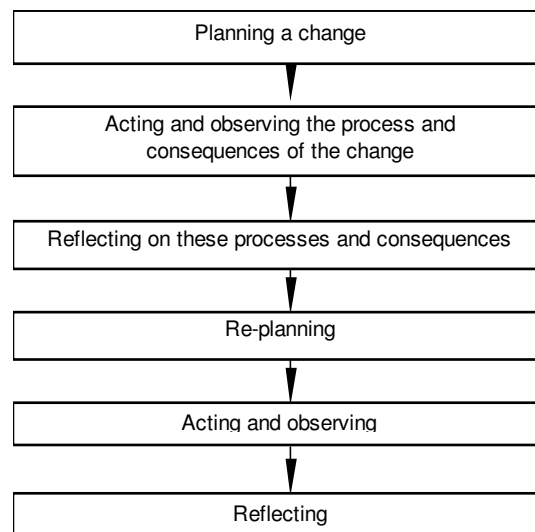 Planning a change
Acting and observing the process and
consequences of the change
Reflecting on these processes and consequences
Re-planning
Acting and observing
Reflecting